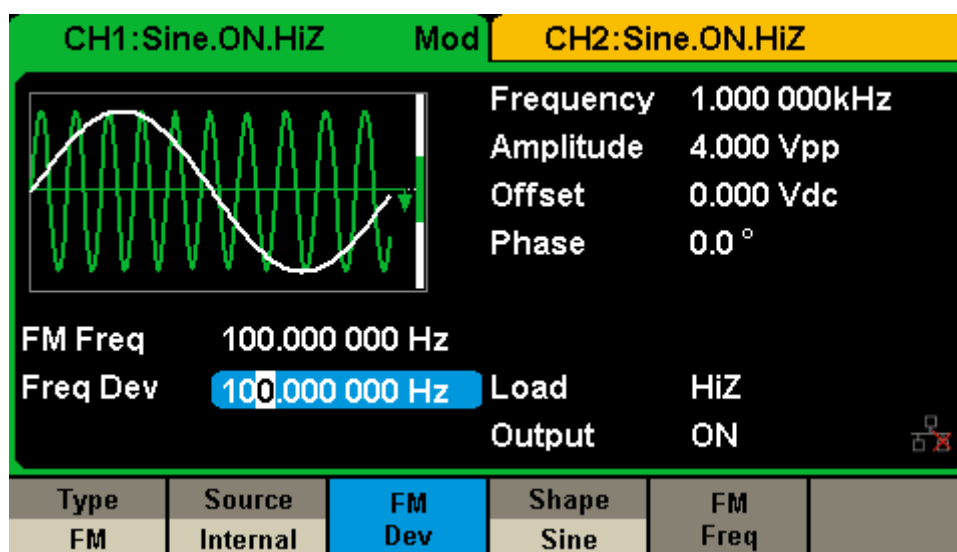 CH1:Sine.ON.HiZ Mod CH2:Sine.ON.HiZ
Frequency 1.000 000kHz
Amplitude 4.000 Vpp
Offset 0.000 Vdc
Phase 0.0 °
FM Freq 100.000 000 Hz
Freq Dev 100.000 000 Hz Load HiZ
Output ON
Type Source FM Shape FM
FM Internal Dev Sine Freq